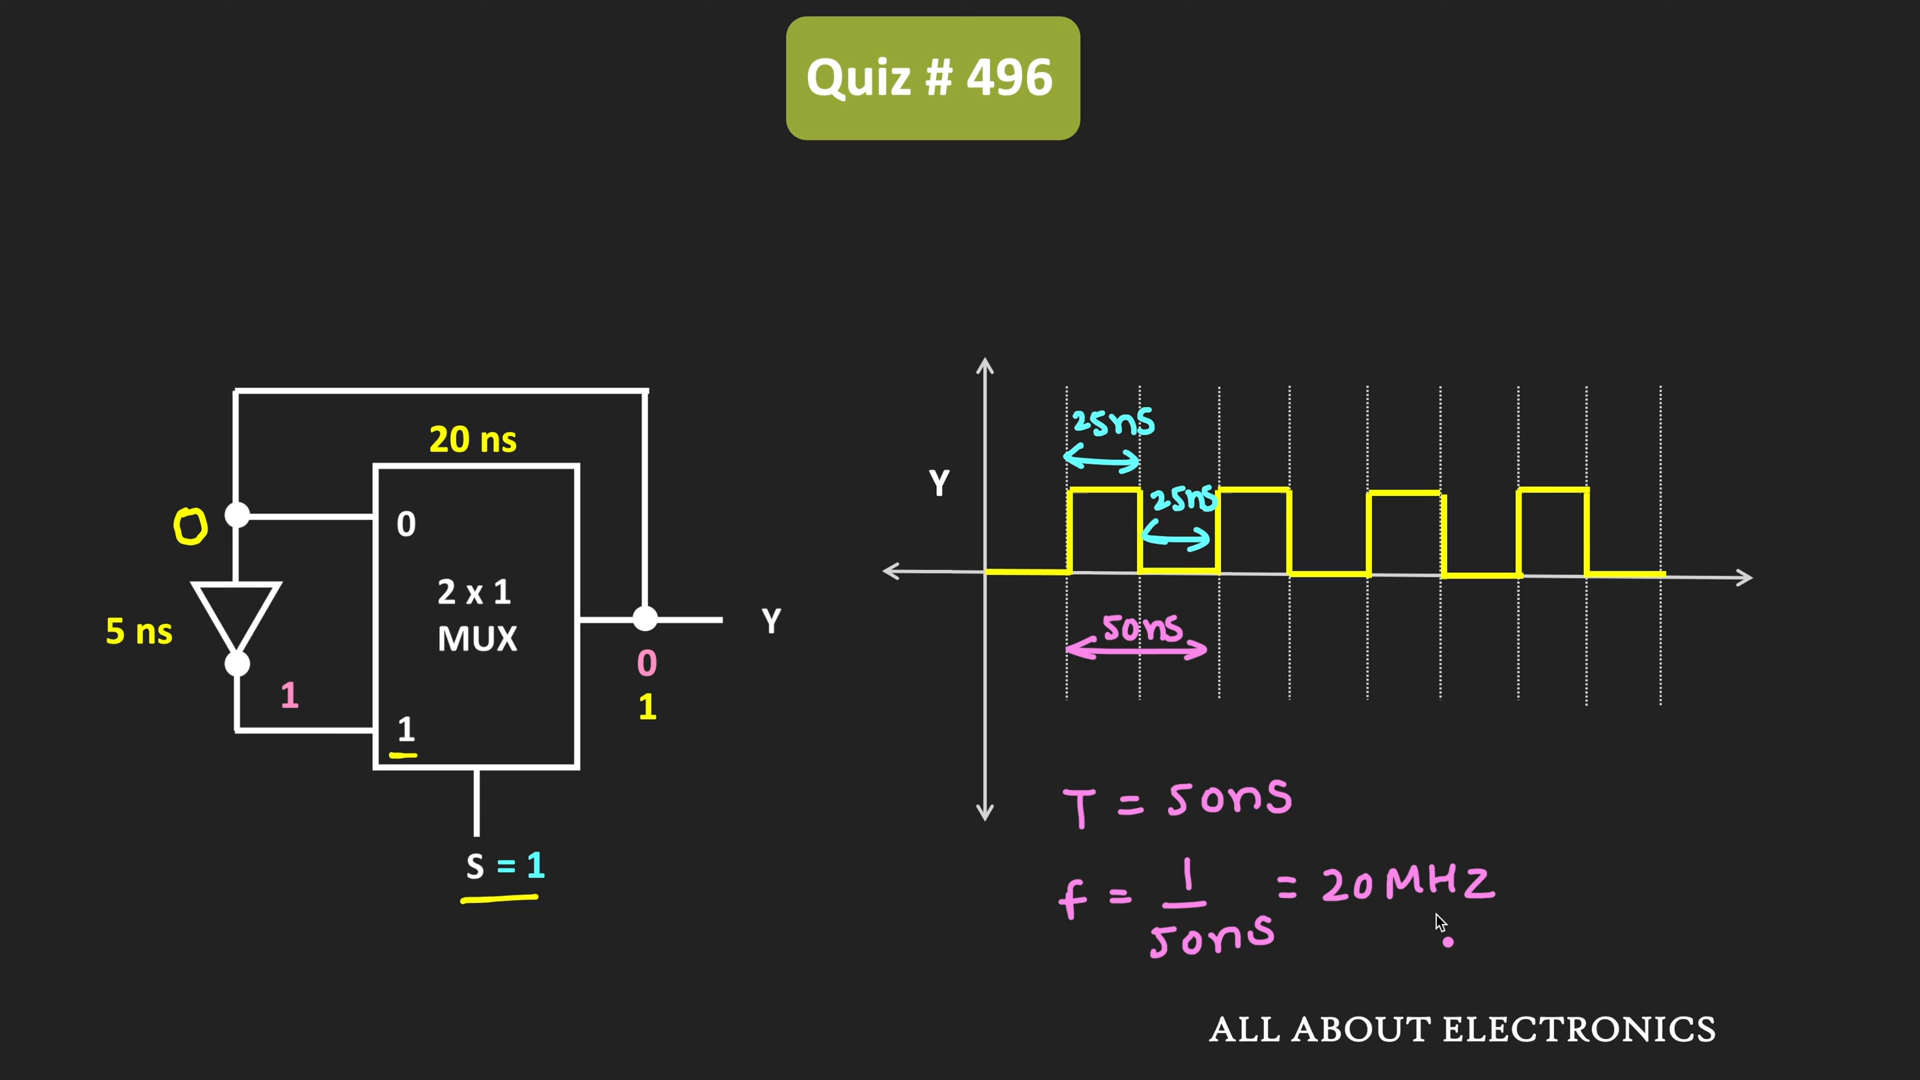 Quiz # 496
20 ns
0
0
2 x 1
MUX
5 ns
1
1
Y
0
1
S = 1
25ns
Y
25ns
50ns
T = 50ns
f = 1/50ns = 20MHz
ALL ABOUT ELECTRONICS